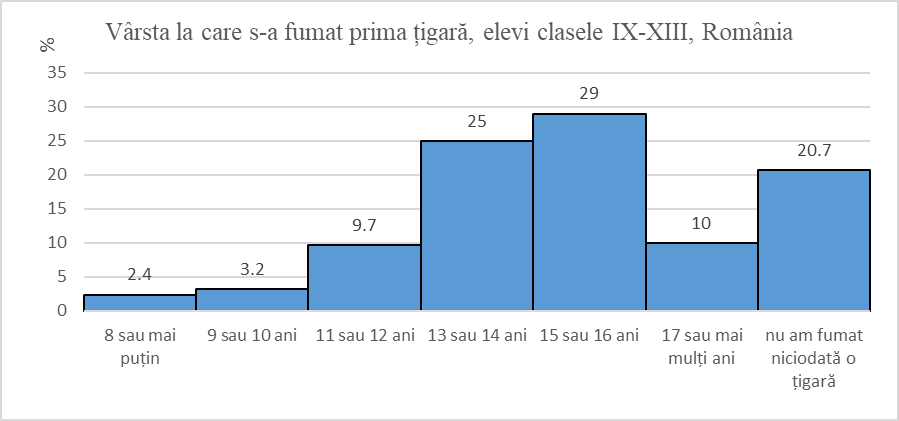 Vârsta la care s-a fumat prima țigară, elevi clasele IX-XIII, România
%
35
30
25
20
15
10
5
0
2.4
3.2
9.7
25
29
10
20.7
8 sau mai
puțin
9 sau 10 ani
11 sau 12 ani
13 sau 14 ani
15 sau 16 ani
17 sau mai
mulți ani
nu am fumat
niciodată o
țigară